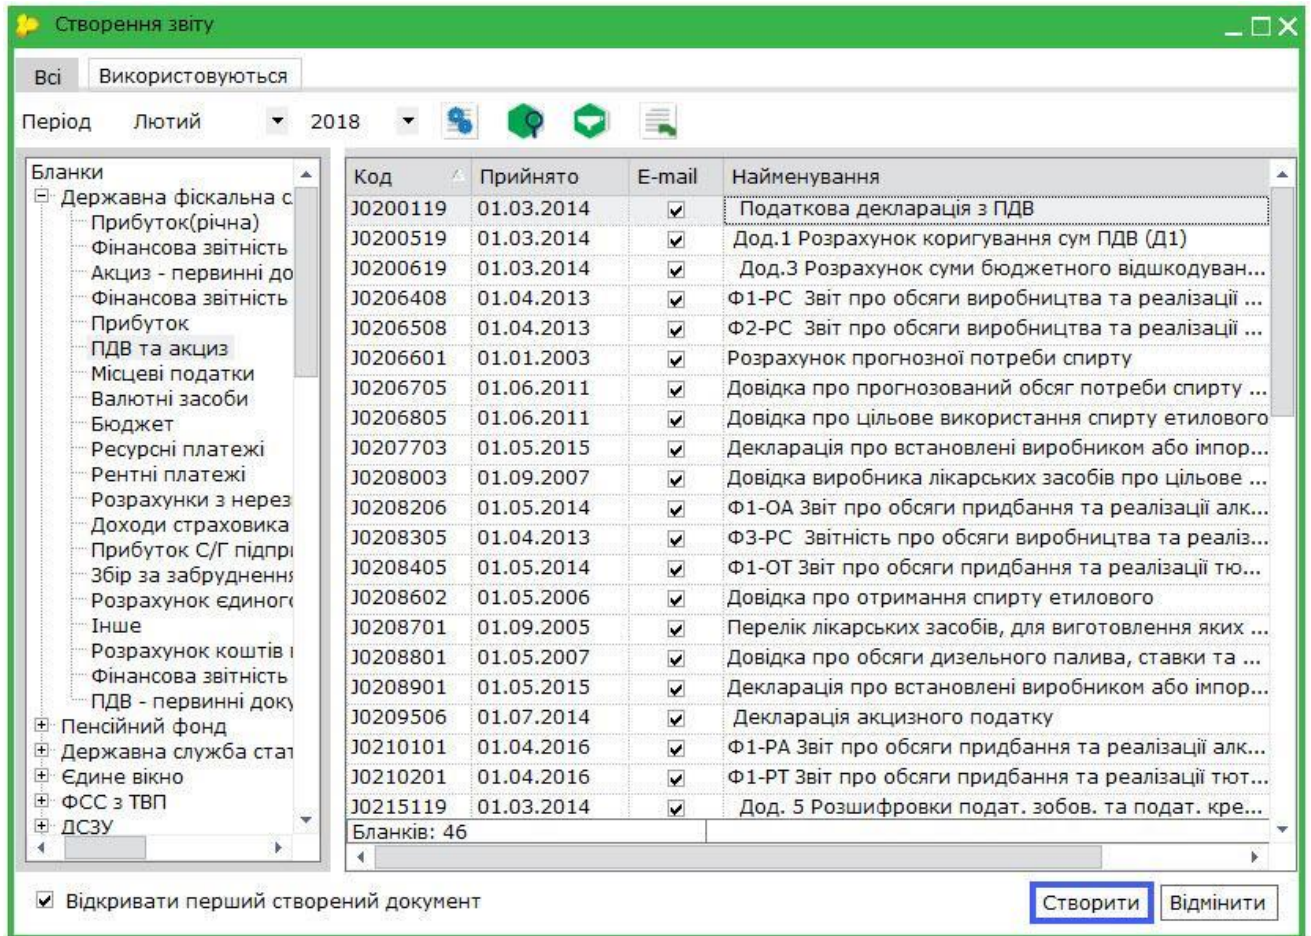 Створення звіту
Всі Використовуються
Період Лютий 2018
Бланки
Державна фіскальна с
Прибуток(річна)
Фінансова звітність
Акциз - первинні до
Фінансова звітність
Прибуток
ПДВ та акциз
Місцеві податки
Валютні засоби
Бюджет
Ресурсні платежі
Рентні платежі
Розрахунки з нерез
Доходи страховика
Прибуток С/Г підпри
Збір за забруднення
Розрахунок єдиного
Інше
Розрахунок коштів
Фінансова звітність
ПДВ - первинні доку
Пенсійний фонд
Державна служба стат
Єдине вікно
ФСС з ТВП
ДСЗУ
Код Прийнято E-mail Найменування
J0200119 01.03.2014 Податкова декларація з ПДВ
J0200519 01.03.2014 Дод.1 Розрахунок коригування сум ПДВ (Д1)
J0200619 01.03.2014 Дод.3 Розрахунок суми бюджетного відшкодуван...
J0206408 01.04.2013 Ф1-РС Звіт про обсяги виробництва та реалізації ...
J0206508 01.04.2013 Ф2-РС Звіт про обсяги виробництва та реалізації ...
J0206601 01.01.2003 Розрахунок прогнозної потреби спирту
J0206705 01.06.2011 Довідка про прогнозований обсяг потреби спирту ...
J0206805 01.06.2011 Довідка про цільове використання спирту етилового
J0207703 01.05.2015 Декларація про встановлені виробником або імпор...
J0208003 01.09.2007 Довідка виробника лікарських засобів про цільове ...
J0208206 01.05.2014 Ф1-ОА Звіт про обсяги придбання та реалізації алк...
J0208305 01.04.2013 Ф3-РС Звітність про обсяги виробництва та реаліз...
J0208405 01.05.2014 Ф1-ОТ Звіт про обсяги придбання та реалізації тю...
J0208602 01.05.2006 Довідка про отримання спирту етилового
J0208701 01.09.2005 Перелік лікарських засобів, для виготовлення яких ...
J0208801 01.05.2007 Довідка про обсяги дизельного палива, ставки та ...
J0208901 01.05.2015 Декларація про встановлені виробником або імпор...
J0209506 01.07.2014 Декларація акцизного податку
J0210101 01.04.2016 Ф1-РА Звіт про обсяги придбання та реалізації алк...
J0210201 01.04.2016 Ф1-РТ Звіт про обсяги придбання та реалізації тют...
J0215119 01.03.2014 Дод. 5 Розшифровки подат. зобов. та подат. кре...
Бланків: 46
Відкривати перший створений документ
Створити Відмінити